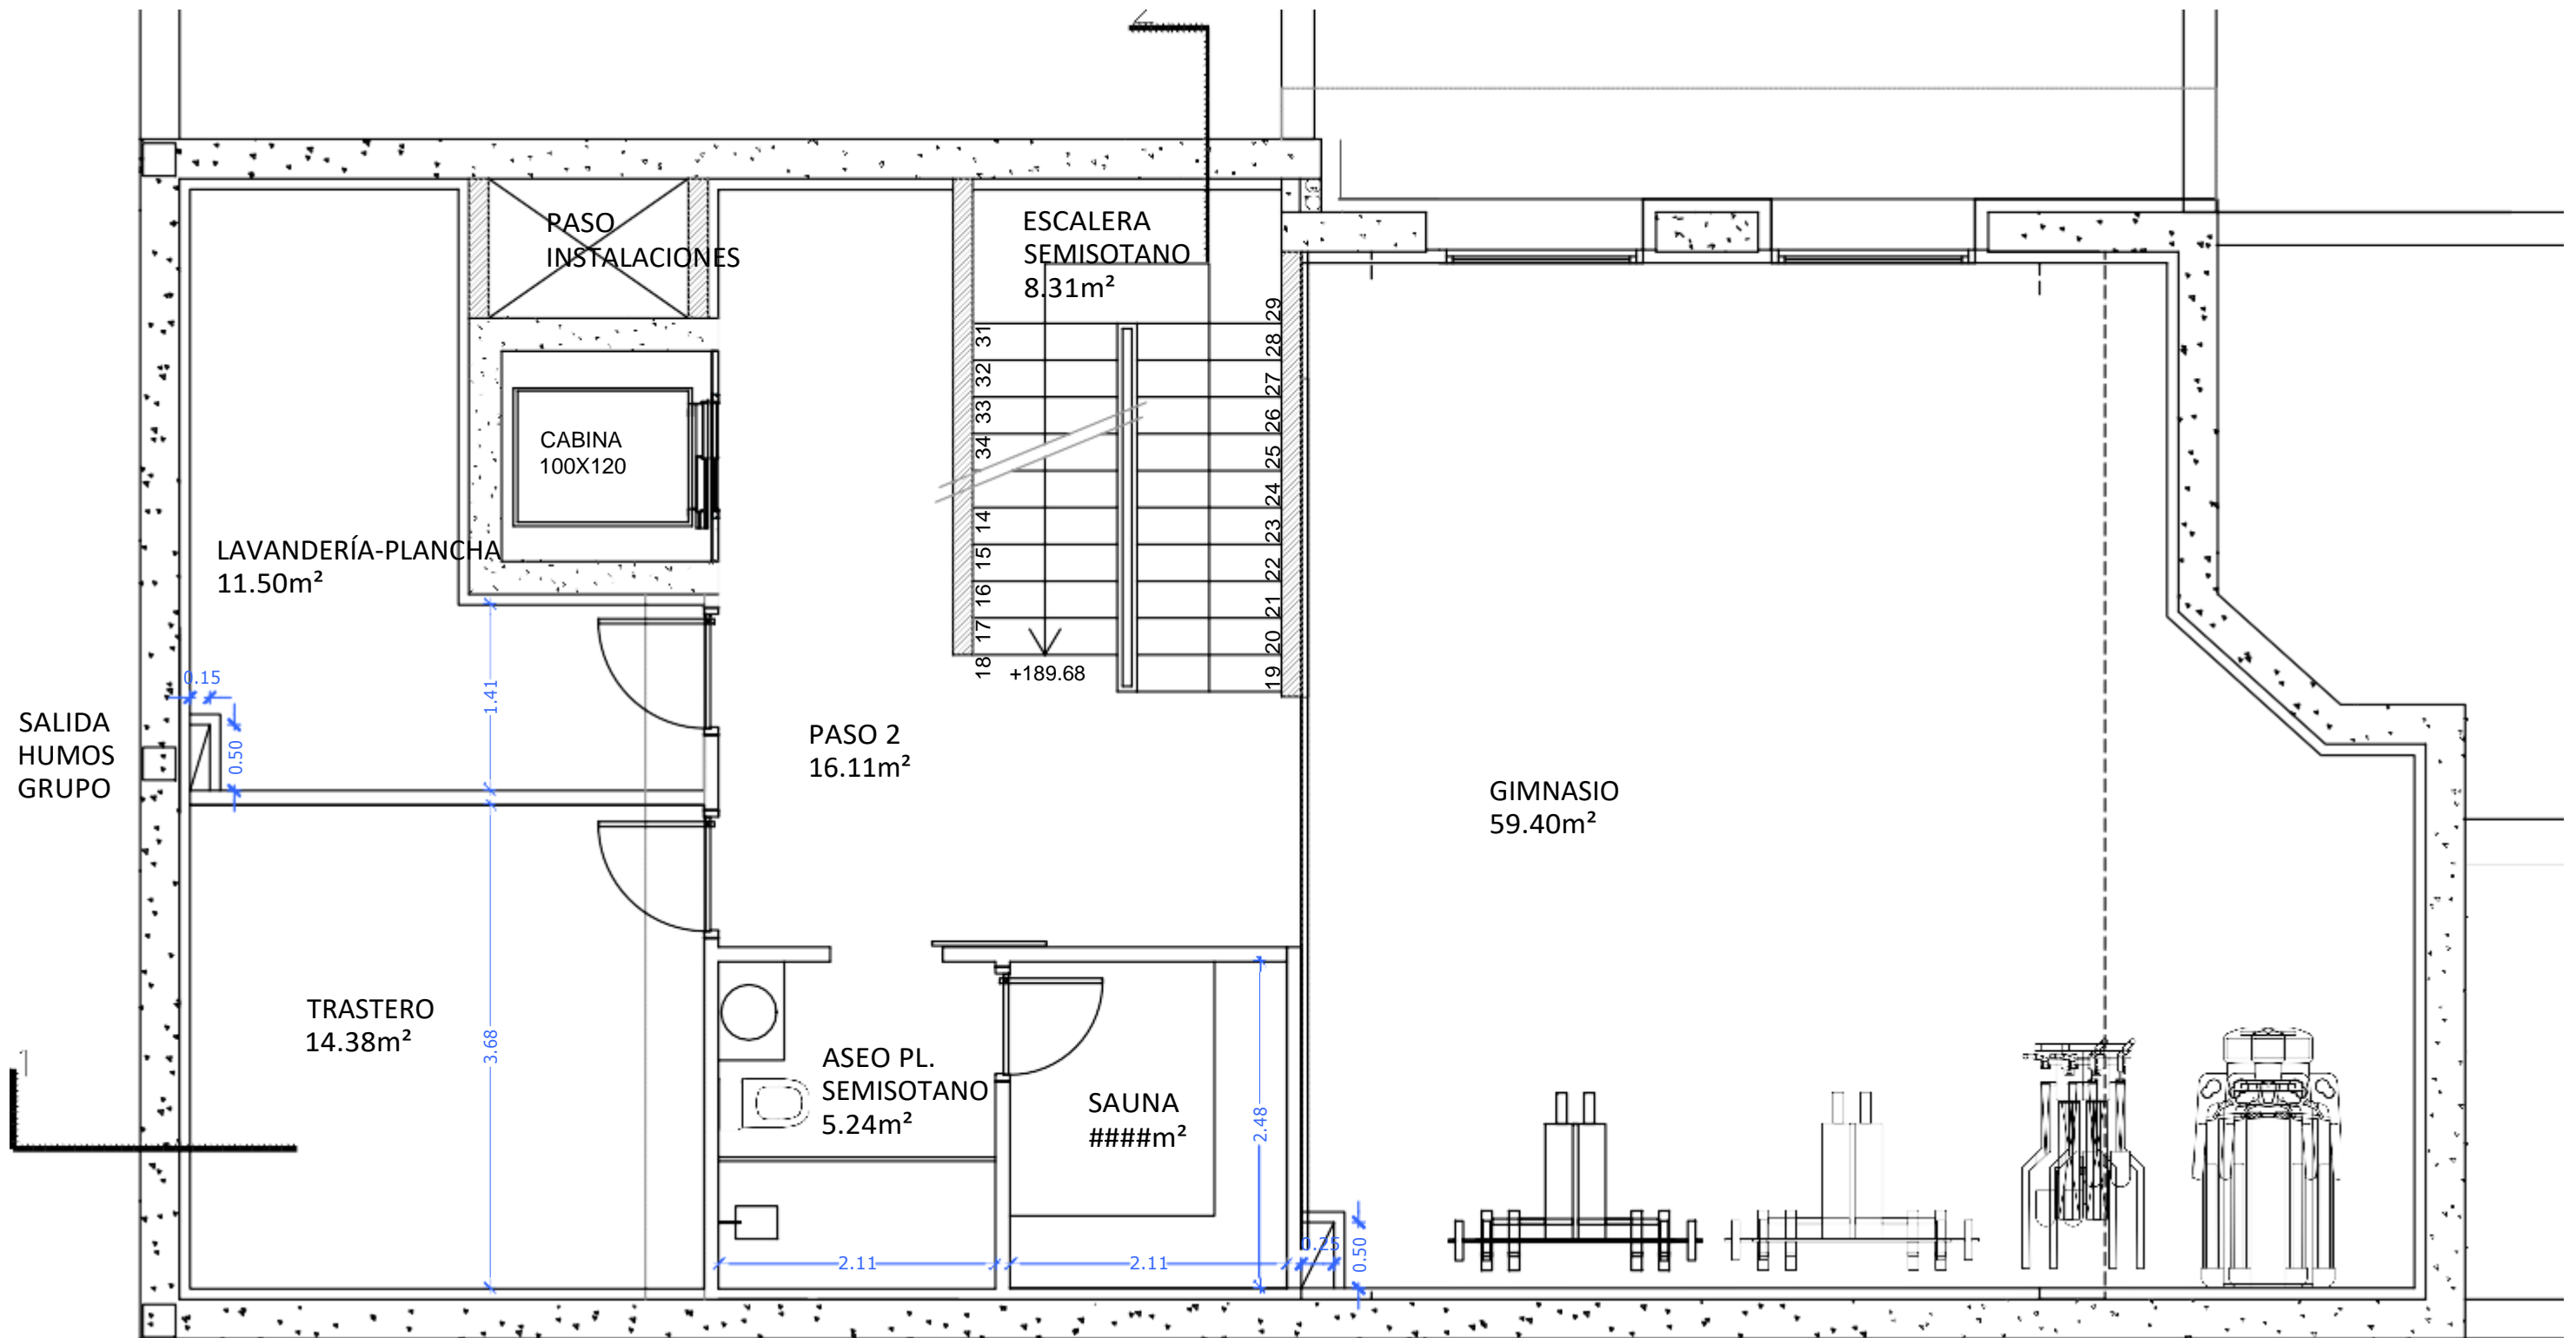 PASO
INSTALACIONES
ESCALERA
SEMISOTANO
8.31m²
31
32
33
34
14
15
16
17
18
29
28
27
26
25
24
23
22
21
20
19
+189.68
CABINA
100X120
LAVANDERÍA-PLANCHA
11.50m²
0.15
0.50
1.41
SALIDA
HUMOS
GRUPO
PASO 2
16.11m²
GIMNASIO
59.40m²
TRASTERO
14.38m²
3.68
1
ASEO PL.
SEMISOTANO
5.24m²
SAUNA
####m²
2.48
2.11
2.11
0.25
0.50